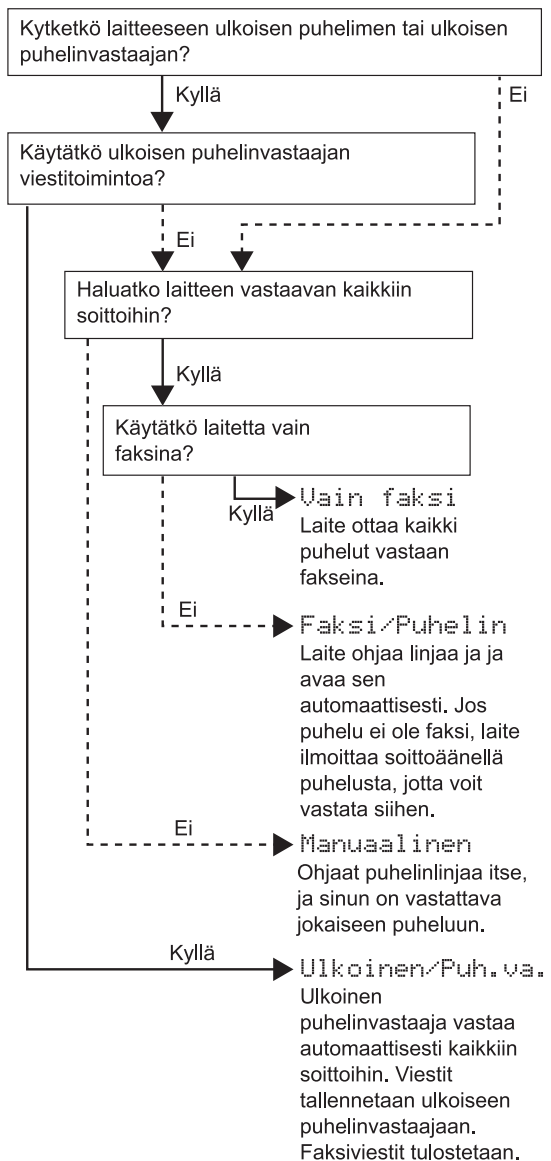 Kytketkö laitteeseen ulkoisen puhelimen tai ulkoisen
puhelinvastaajan?
Kyllä
Ei
Käytätkö ulkoisen puhelinvastaajan
viestitoimintoa?
Ei
Haluatko laitteen vastaavan kaikkiin
soittoihin?
Kyllä
Käytätkö laitetta vain
faksina?
Kyllä
Vain faksi
Laite ottaa kaikki
puhelut vastaan
fakseina.
Ei
Faksi/Puhelin
Laite ohjaa linjaa ja ja
avaa sen
automaattisesti. Jos
puhelu ei ole faksi, laite
ilmoittaa soittoäänellä
puhelusta, jotta voit
vastata siihen.
Ei
Manuaalinen
Ohjaat puhelinlinjaa itse,
ja sinun on vastattava
jokaiseen puheluun.
Kyllä
Ulkoinen/Puh.va.
Ulkoinen
puhelinvastaaja vastaa
automaattisesti kaikkiin
soittoihin. Viestit
tallennetaan ulkoiseen
puhelinvastaajaan.
Faksiviestit tulostetaan.